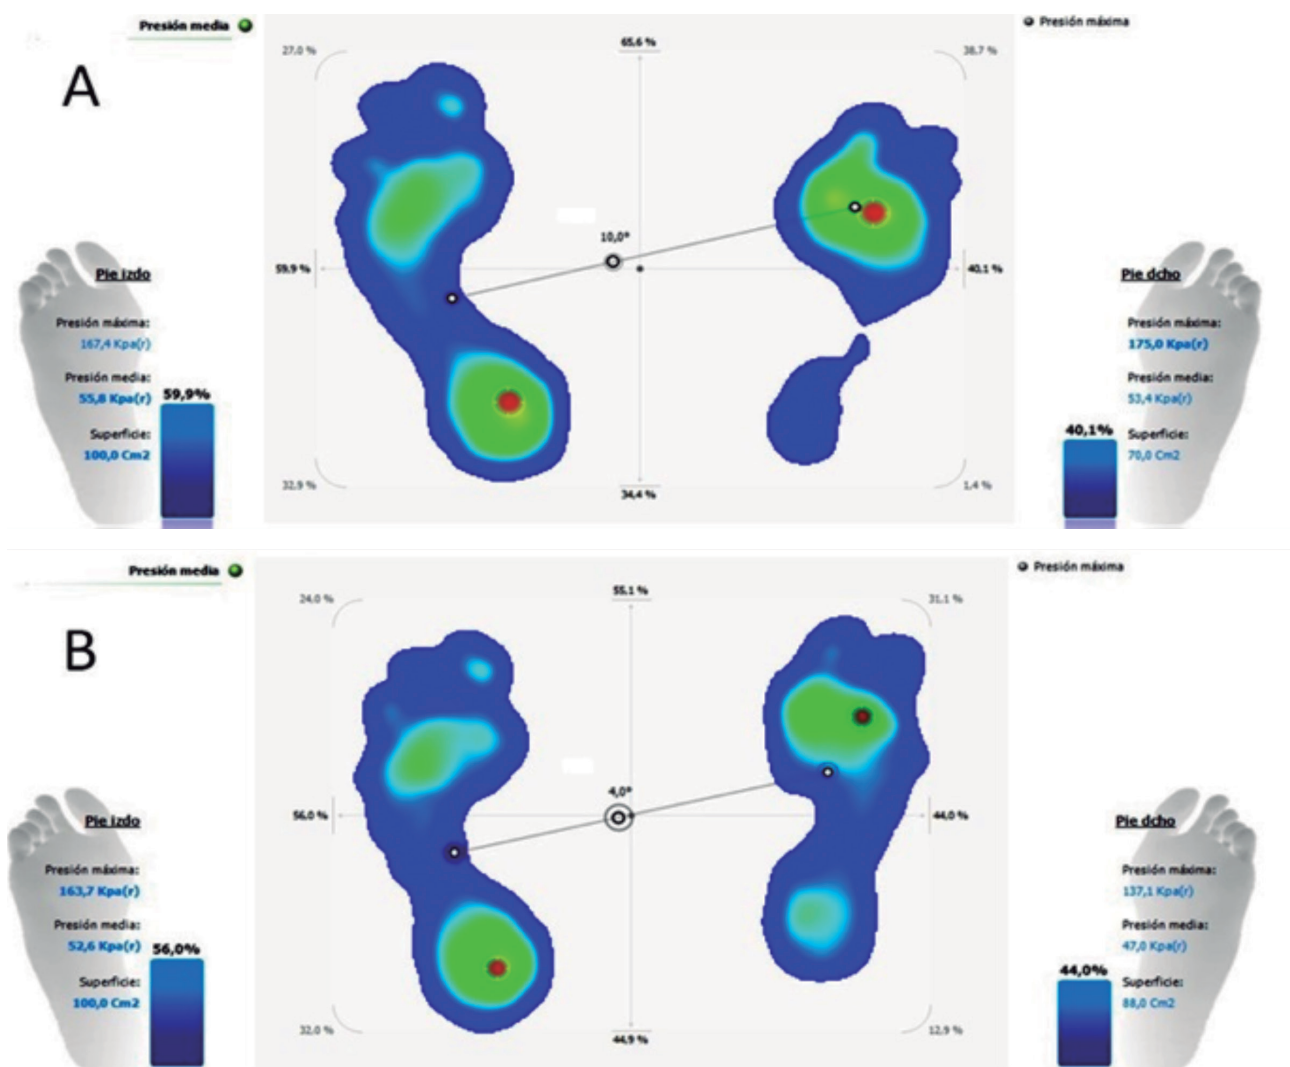 Presión media
Presión máxima
A
27.0 %
65,6 %
38.7 %
10,0°
59.9 %
40,1%
Pie izdo
Presión máxima:
167,4 Kpa(r)
Presión media:
55,8 Kpa(r)
59,9%
Superficie:
100,0 Cm2
Pie dcho
Presión máxima:
175,0 Kpa(r)
Presión media:
53,4 Kpa(r)
40,1%
Superficie:
70,0 Cm2
32.9 %
34,4 %
1.4 %
Presión media
Presión máxima
B
24.0 %
55,1 %
31.1 %
4,0°
56.0 %
44,0%
Pie izdo
Presión máxima:
163,7 Kpa(r)
Presión media:
52,6 Kpa(r)
56,0%
Superficie:
100,0 Cm2
Pie dcho
Presión máxima:
137,1 Kpa(r)
Presión media:
47,0 Kpa(r)
44,0%
Superficie:
88,0 Cm2
32.0 %
44,9 %
12.9 %